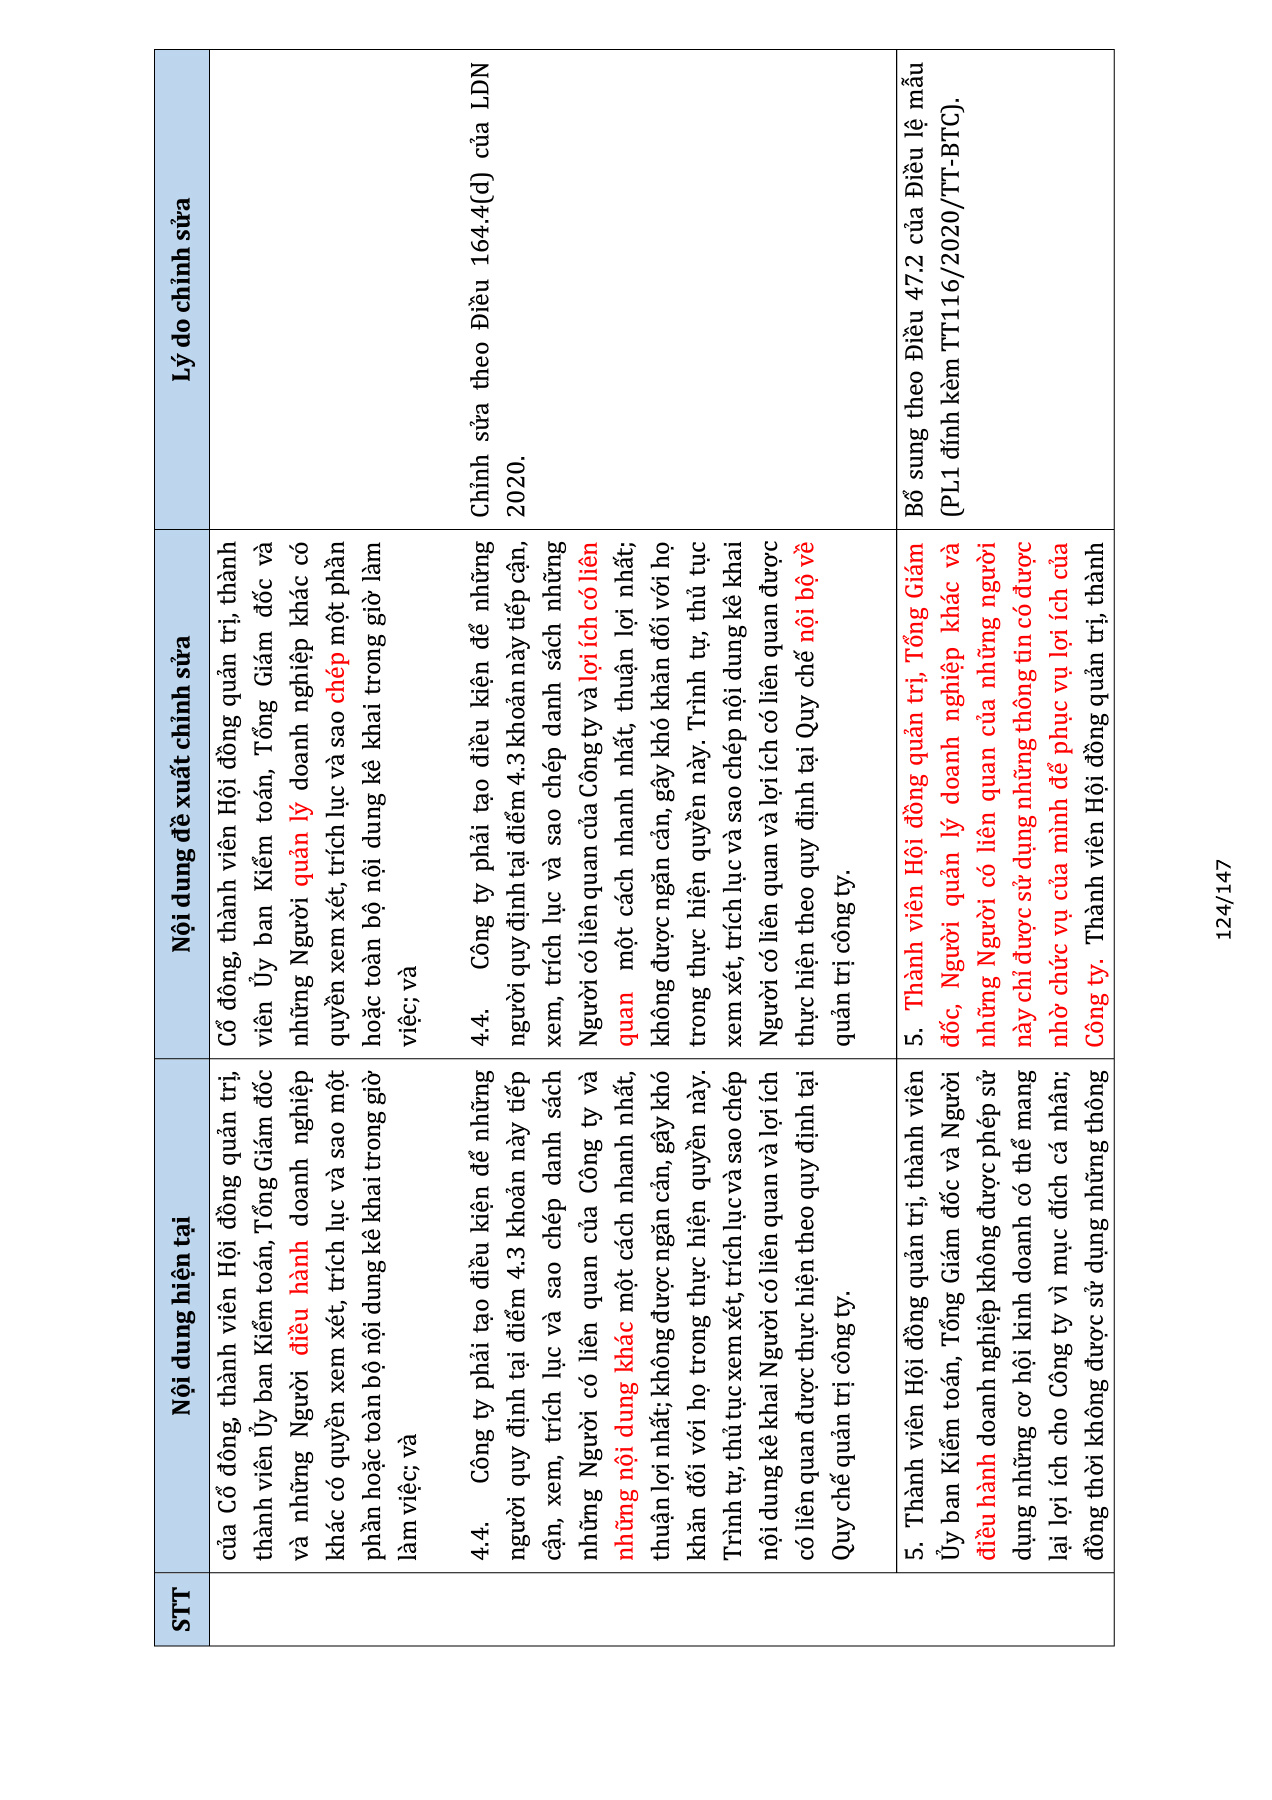 STT
Nội dung hiện tại
Nội dung đề xuất chỉnh sửa
Lý do chỉnh sửa
của Cổ đông, thành viên Hội đồng quản trị,
thành viên Ủy ban Kiểm toán, Tổng Giám đốc
và những Người điều hành doanh nghiệp
khác có quyền xem xét, trích lục và sao một
phần hoặc toàn bộ nội dung kê khai trong giờ
làm việc; và
4.4. Công ty phải tạo điều kiện để những
người quy định tại điểm 4.3 khoản này tiếp
cận, xem, trích lục và sao chép danh sách
những Người có liên quan của Công ty và
những nội dung khác một cách nhanh nhất,
thuận lợi nhất; không được ngăn cản, gây khó
khăn đối với họ trong thực hiện quyền này.
Trình tự, thủ tục xem xét, trích lục và sao chép
nội dung kê khai Người có liên quan và lợi ích
có liên quan được thực hiện theo quy định tại
Quy chế quản trị công ty.
Cổ đông, thành viên Hội đồng quản trị, thành
viên Ủy ban Kiểm toán, Tổng Giám đốc và
những Người quản lý doanh nghiệp khác có
quyền xem xét, trích lục và sao chép một phần
hoặc toàn bộ nội dung kê khai trong giờ làm
việc; và
4.4. Công ty phải tạo điều kiện để những
người quy định tại điểm 4.3 khoản này tiếp cận,
xem, trích lục và sao chép danh sách những
Người có liên quan của Công ty và lợi ích có liên
quan một cách nhanh nhất, thuận lợi nhất;
không được ngăn cản, gây khó khăn đối với họ
trong thực hiện quyền này. Trình tự, thủ tục
xem xét, trích lục và sao chép nội dung kê khai
Người có liên quan và lợi ích có liên quan được
thực hiện theo quy định tại Quy chế nội bộ về
quản trị công ty.
Chỉnh sửa theo Điều 164.4(d) của LDN
2020.
5. Thành viên Hội đồng quản trị, thành viên
Ủy ban Kiểm toán, Tổng Giám đốc và Người
điều hành doanh nghiệp không được phép sử
dụng những cơ hội kinh doanh có thể mang
lại lợi ích cho Công ty vì mục đích cá nhân;
đồng thời không được sử dụng những thông
5. Thành viên Hội đồng quản trị, Tổng Giám
đốc, Người quản lý doanh nghiệp khác và
những Người có liên quan của những người
này chỉ được sử dụng những thông tin có được
nhờ chức vụ của mình để phục vụ lợi ích của
Công ty. Thành viên Hội đồng quản trị, thành
Bổ sung theo Điều 47.2 của Điều lệ mẫu
(PL1 đính kèm TT116/2020/TT-BTC).
124/147